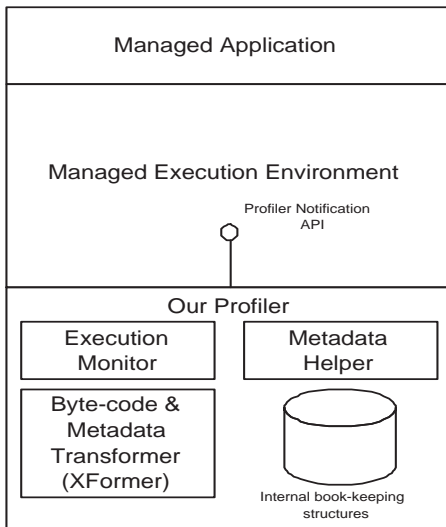 Managed Application
Managed Execution Environment
Profiler Notification
API
Our Profiler
Execution
Monitor
Metadata
Helper
Byte-code &
Metadata
Transformer
(XFormer)
Internal book-keeping
structures